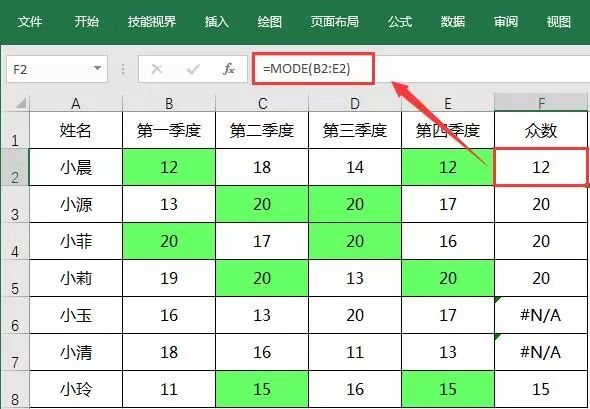 文件 开始 技能视界 插入 绘图 页面布局 公式 数据 审阅 视图
F2 fx =MODE(B2:E2)
A B C D E F
1 姓名 第一季度 第二季度 第三季度 第四季度 众数
2 小晨 12 18 14 12 12
3 小源 13 20 20 17 20
4 小菲 20 17 20 16 20
5 小莉 19 20 13 20 20
6 小玉 16 13 20 17 #N/A
7 小清 18 16 11 13 #N/A
8 小玲 11 15 16 15 15